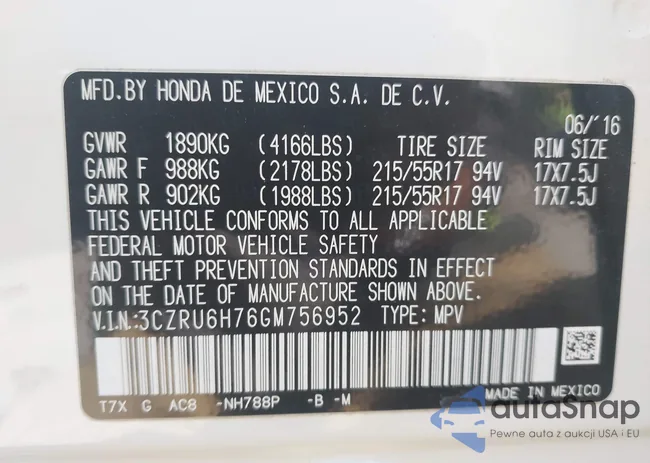 MFD.BY HONDA DE MEXICO S.A. DE C.V.
06/'16
GVWR 1890KG (4166LBS) TIRE SIZE RIM SIZE
GAWR F 988KG (2178LBS) 215/55R17 94V 17X7.5J
GAWR R 902KG (1988LBS) 215/55R17 94V 17X7.5J
THIS VEHICLE CONFORMS TO ALL APPLICABLE
FEDERAL MOTOR VEHICLE SAFETY
AND THEFT PREVENTION STANDARDS IN EFFECT
ON THE DATE OF MANUFACTURE SHOWN ABOVE.
V.I.N.:3CZRU6H76GM756952 TYPE: MPV
T7X G AC8 -NH788P -B -M
MADE IN MEXICO
autoSnap
Pewne auta z aukcji USA i EU